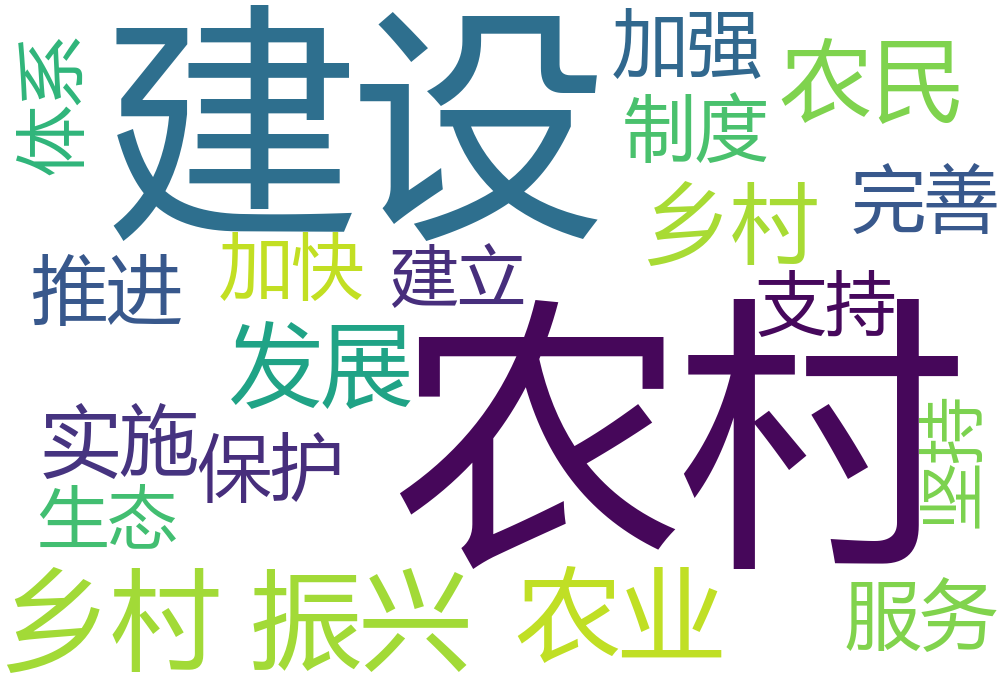 体系
建设
加强
农民
制度
乡村
完善
推进
加快
建立
支持
发展
农村
实施
保护
坚持
生态
乡村振兴
农业
服务